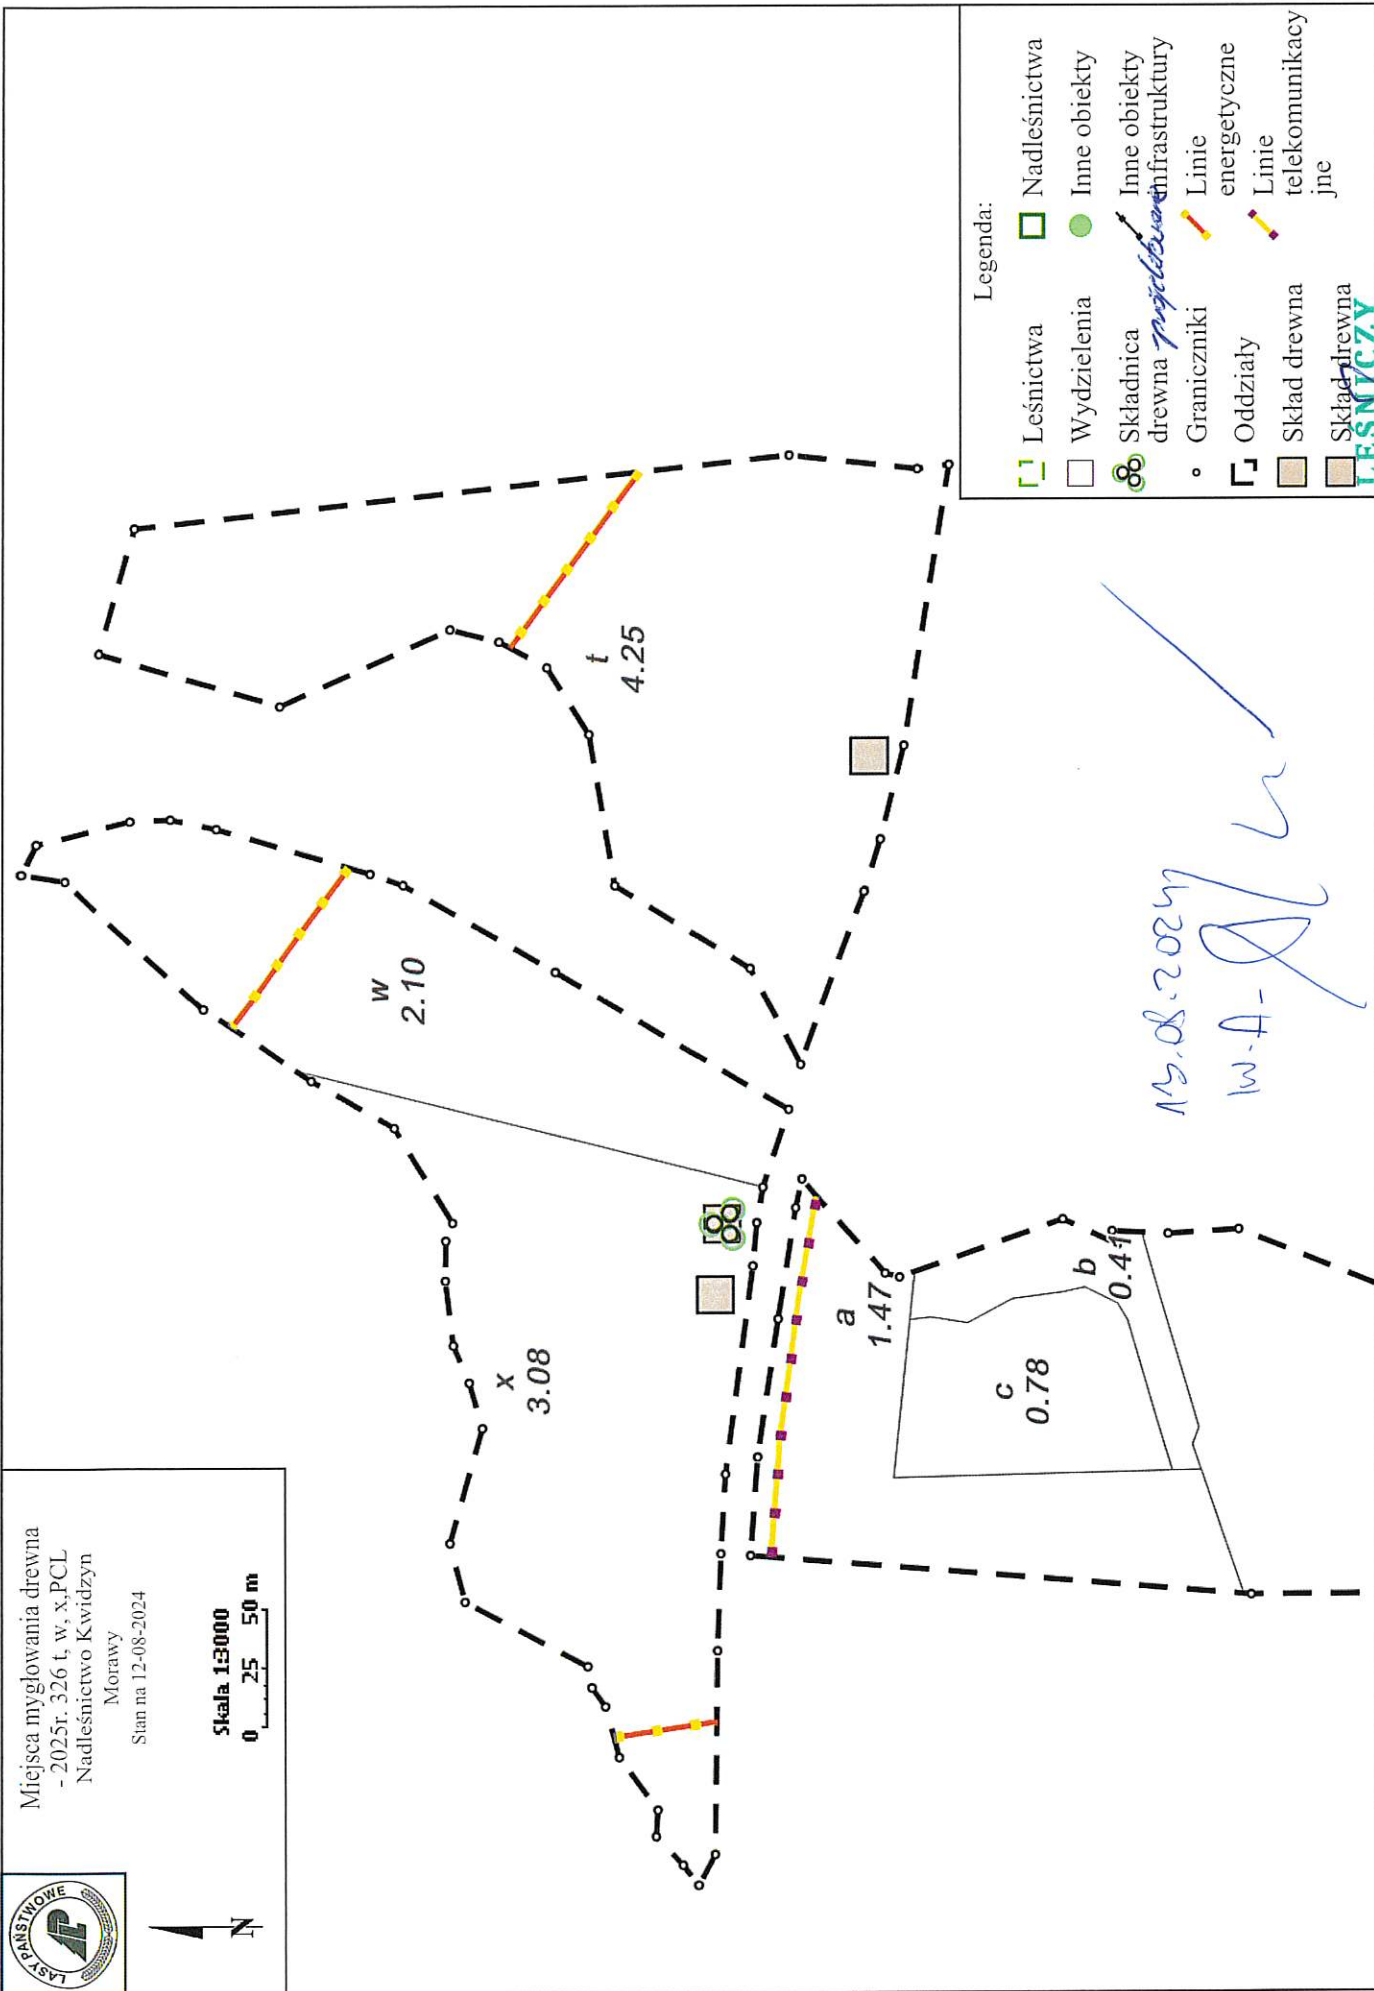 LASY PAŃSTWOWE
Miejsca mygłowania drewna
- 2025r. 326 t, w, x,PCL
Nadleśnictwo Kwidzyn
Morawy
Stan na 12-08-2024
N
Skala 1:3000
0 25 50 m
x
3.08
w
2.10
t
4.25
a
1.47
b
0.41
c
0.78
13.08.2024
Legenda:
Leśnictwa
Wydzielenia
Składnica
drewna
Graniczniki
Oddziały
Skład drewna
Skład drewna
Nadleśnictwa
Inne obiekty
Inne obiekty
infrastruktury
Linie
energetyczne
Linie
telekomunikacy
jne
LEŚNICZY